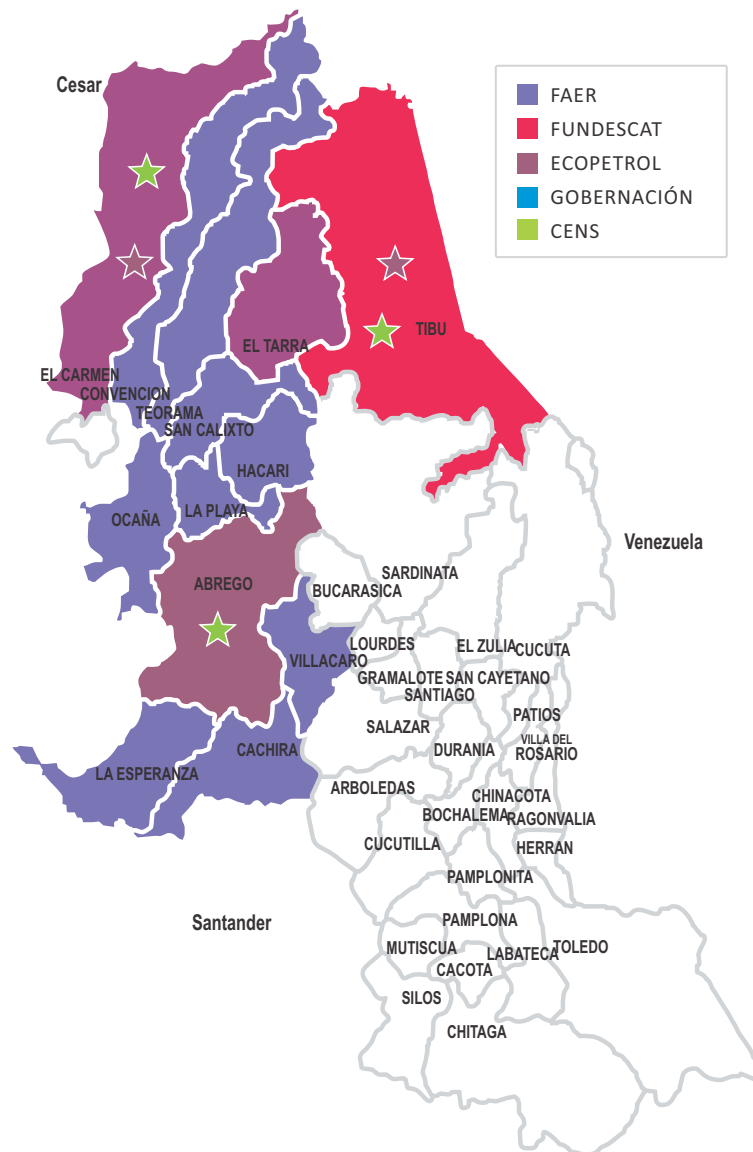 Cesar
FAER
FUNDESCAT
ECOPETROL
GOBERNACIÓN
CENS
TIBU
EL TARRA
EL CARMEN
CONVENCION
TEORAMA
SAN CALIXTO
HACARI
LA PLAYA
OCAÑA
Venezuela
ABREGO
SARDINATA
BUCARASICA
LOURDES
EL ZULIA
CUCUTA
VILLACARO
GRAMALOTE
SAN CAYETANO
SANTIAGO
PATIOS
SALAZAR
VILLA DEL
ROSARIO
DURANIA
CACHIRA
LA ESPERANZA
ARBOLEDAS
CHINACOTA
BOCHALEMA
RAGONVALIA
CUCUTILLA
HERRAN
PAMPLONITA
Santander
PAMPLONA
MUTISCUA
LABATECA
TOLEDO
CACOTA
SILOS
CHITAGA